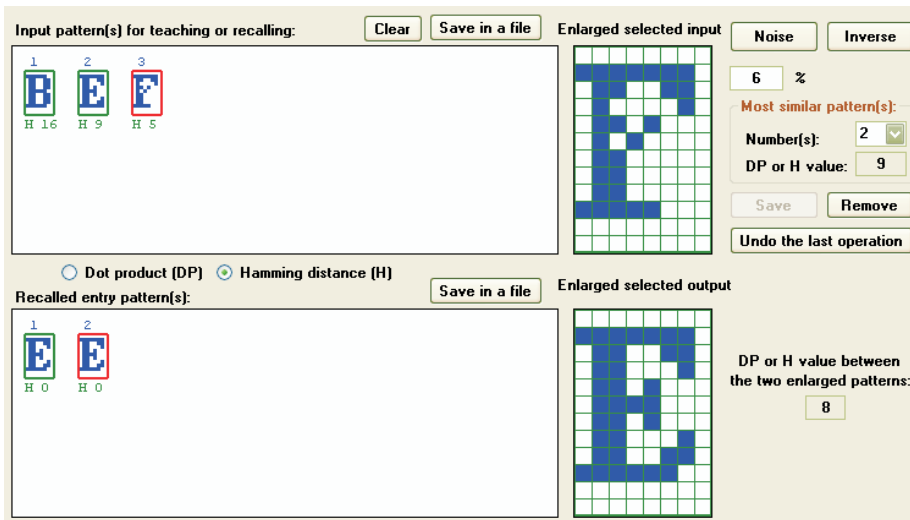 Input pattern(s) for teaching or recalling:
Clear
Save in a file
Enlarged selected input
Noise
Inverse
1 2 3
B E F
H 16 H 9 H 5
6 %
Most similar pattern(s):
Number(s): 2
DP or H value: 9
Save
Remove
Undo the last operation
Dot product (DP) Hamming distance (H)
Recalled entry pattern(s):
Save in a file
Enlarged selected output
1 2
E E
H 0 H 0
DP or H value between
the two enlarged patterns:
8